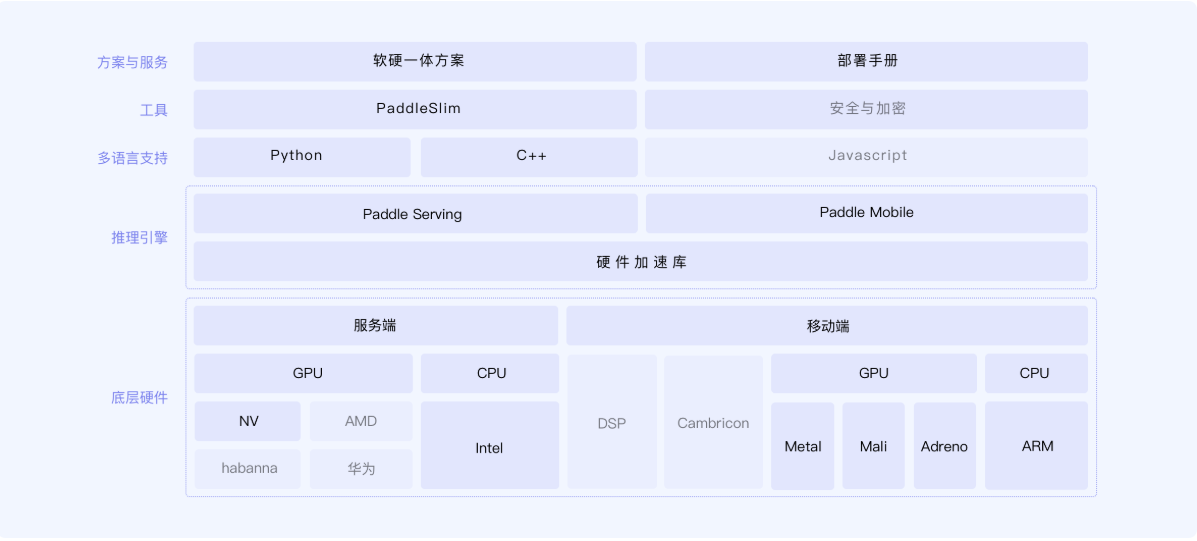 方案与服务
软硬一体方案
部署手册
工具
PaddleSlim
安全与加密
多语言支持
Python
C++
Javascript
推理引擎
Paddle Serving
Paddle Mobile
硬件加速库
底层硬件
服务端
移动端
GPU
CPU
DSP
Cambricon
GPU
CPU
NV
AMD
Intel
Metal
Mali
Adreno
ARM
habanna
华为